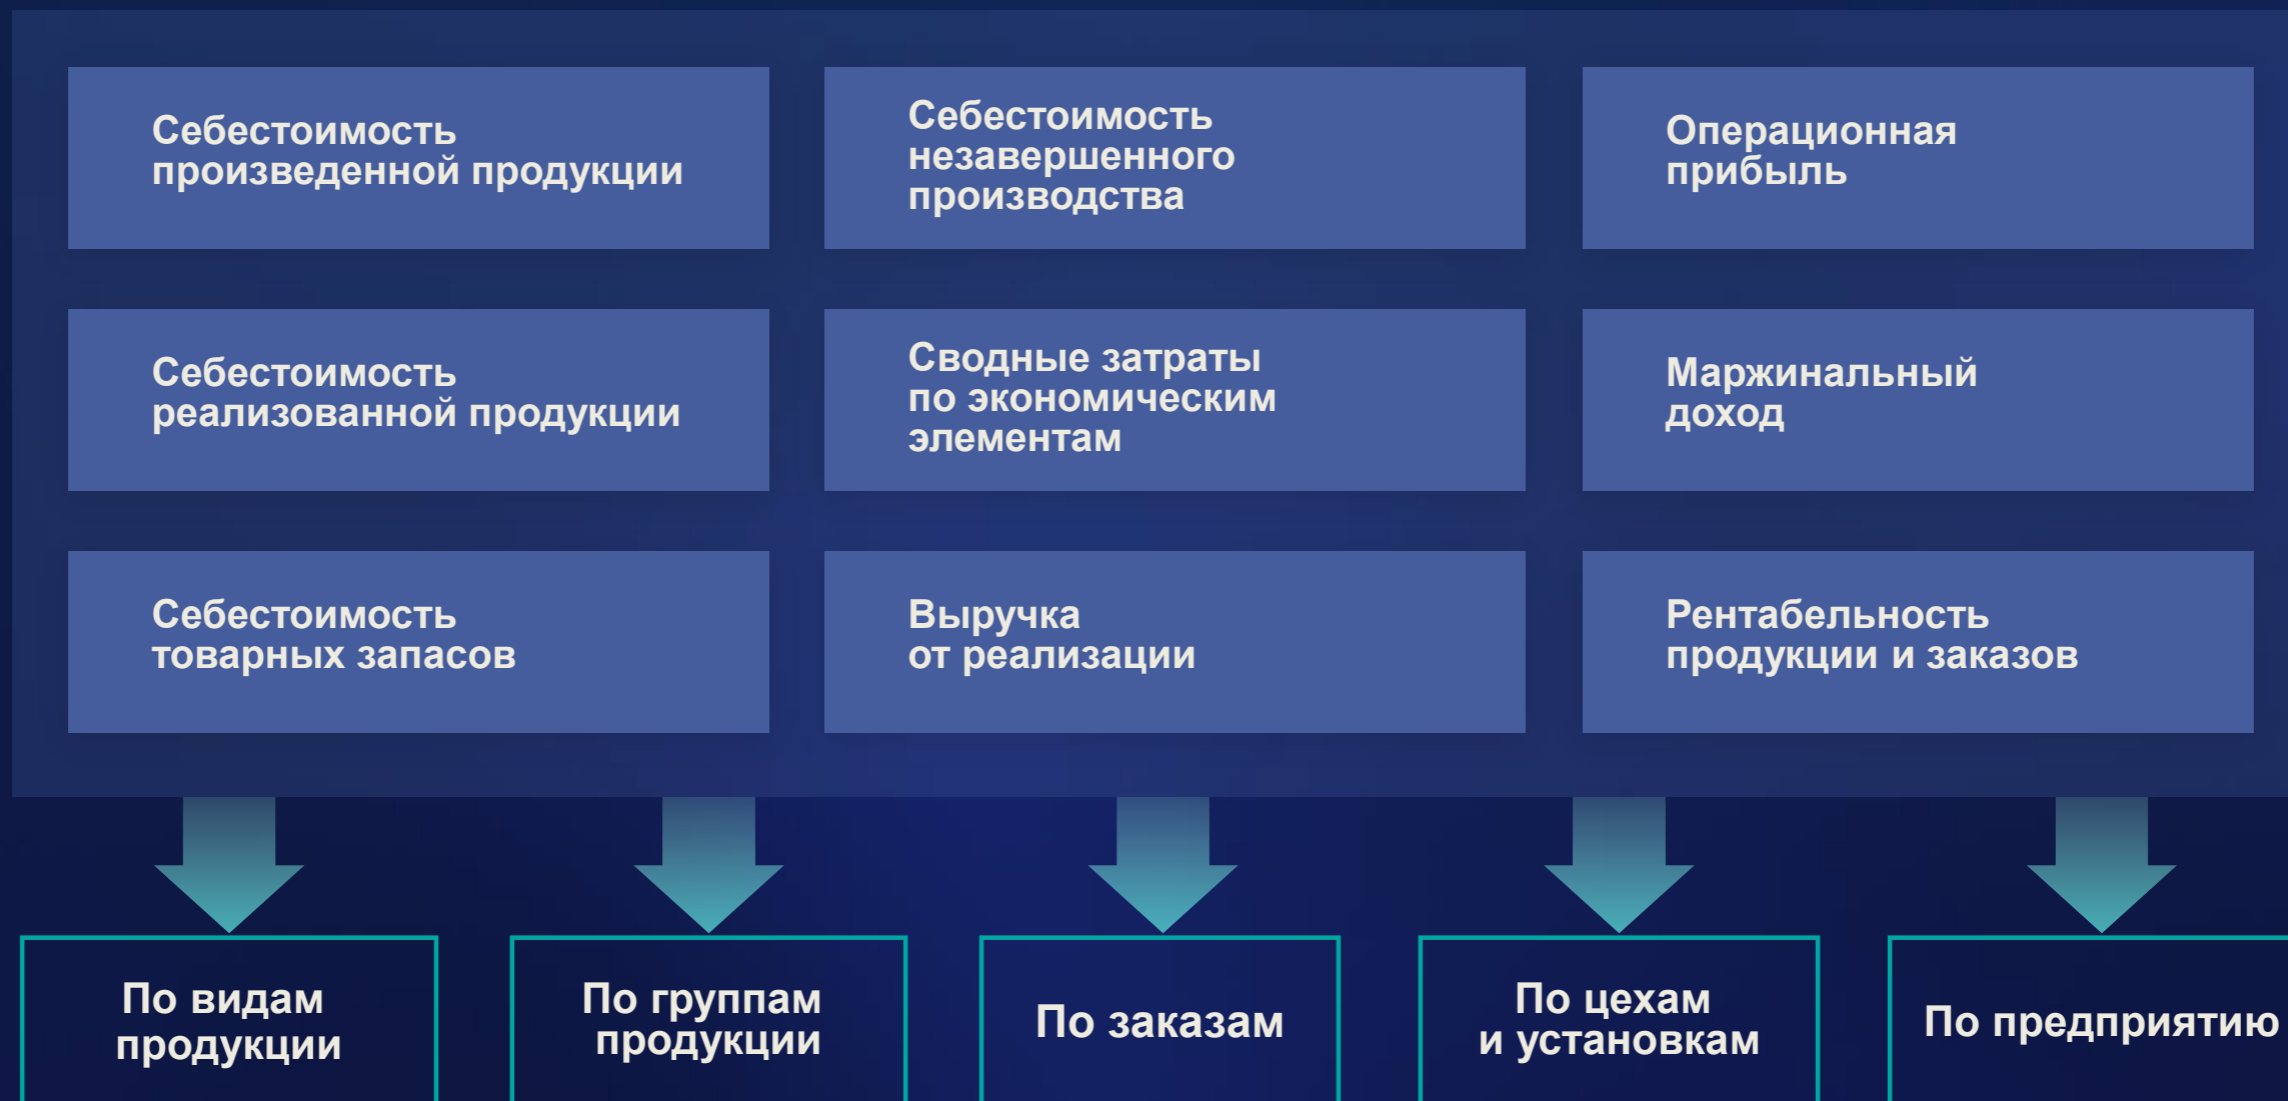 Себестоимость
произведенной продукции
Себестоимость
незавершенного
производства
Операционная
прибыль
Себестоимость
реализованной продукции
Сводные затраты
по экономическим
элементам
Маржинальный
доход
Себестоимость
товарных запасов
Выручка
от реализации
Рентабельность
продукции и заказов
По видам
продукции
По группам
продукции
По заказам
По цехам
и установкам
По предприятию